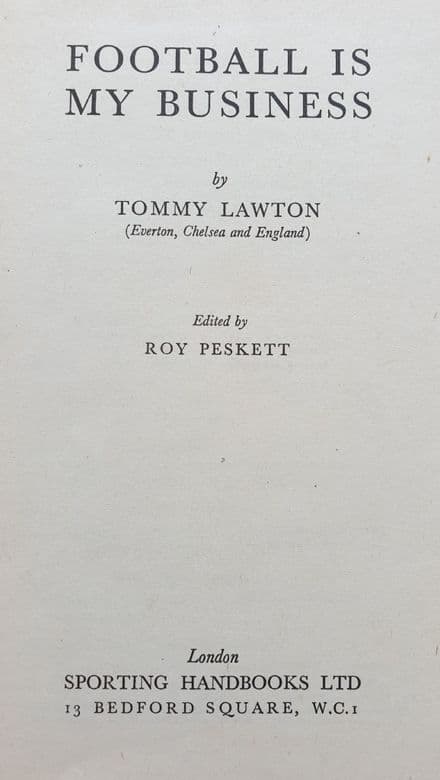 FOOTBALL IS
MY BUSINESS
by
TOMMY LAWTON
(Everton, Chelsea and England)
Edited by
ROY PESKETT
London
SPORTING HANDBOOKS LTD
13 BEDFORD SQUARE, W.C.1